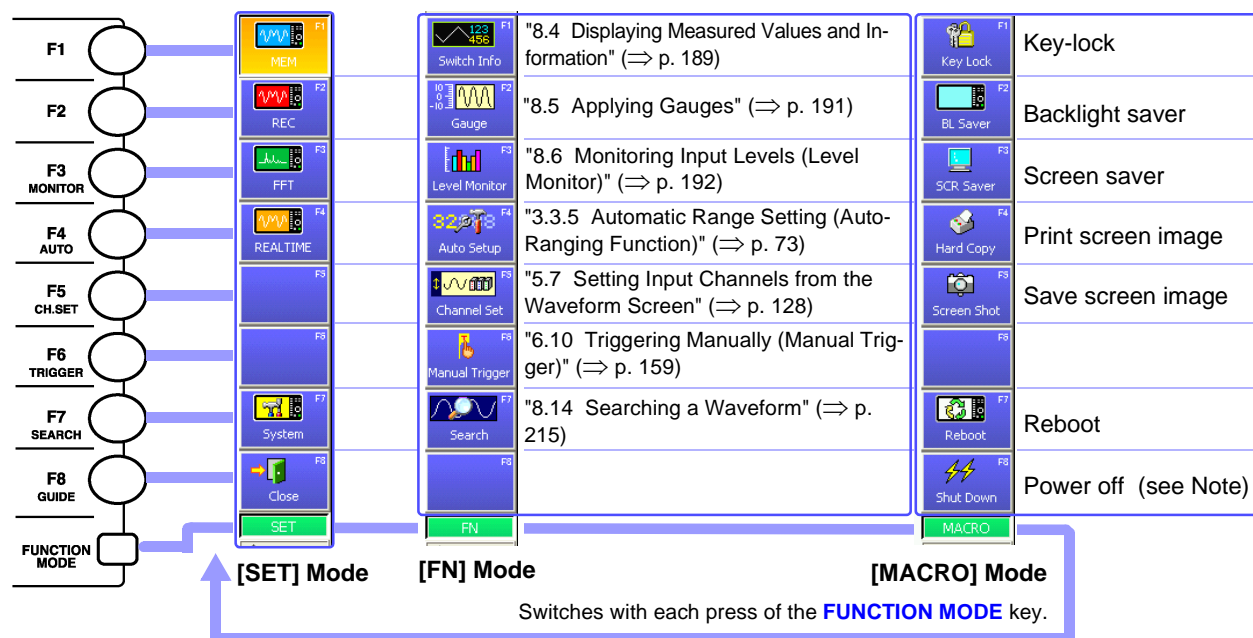 F1
F2
F3
MONITOR
F4
AUTO
F5
CH.SET
F6
TRIGGER
F7
SEARCH
F8
GUIDE
FUNCTION
MODE
F1
MEM
F2
REC
F3
FFT
F4
REALTIME
F5
F6
F7
System
F8
Close
SET
[SET] Mode
123
456
F1
Switch Info
10
0
-10
F2
Gauge
F3
Level Monitor
F4
Auto Setup
F5
Channel Set
F6
Manual Trigger
F7
Search
F8
FN
[FN] Mode
"8.4 Displaying Measured Values and In-
formation" (⇒ p. 189)
"8.5 Applying Gauges" (⇒ p. 191)
"8.6 Monitoring Input Levels (Level
Monitor)" (⇒ p. 192)
"3.3.5 Automatic Range Setting (Auto-
Ranging Function)" (⇒ p. 73)
"5.7 Setting Input Channels from the
Waveform Screen" (⇒ p. 128)
"6.10 Triggering Manually (Manual Trig-
ger)" (⇒ p. 159)
"8.14 Searching a Waveform" (⇒ p.
215)
F1
Key Lock
Key-lock
F2
BL Saver
Backlight saver
F3
SCR Saver
Screen saver
F4
Hard Copy
Print screen image
F5
Screen Shot
Save screen image
F6
F7
Reboot
Reboot
F8
Shut Down
Power off (see Note)
MACRO
[MACRO] Mode
Switches with each press of the FUNCTION MODE key.